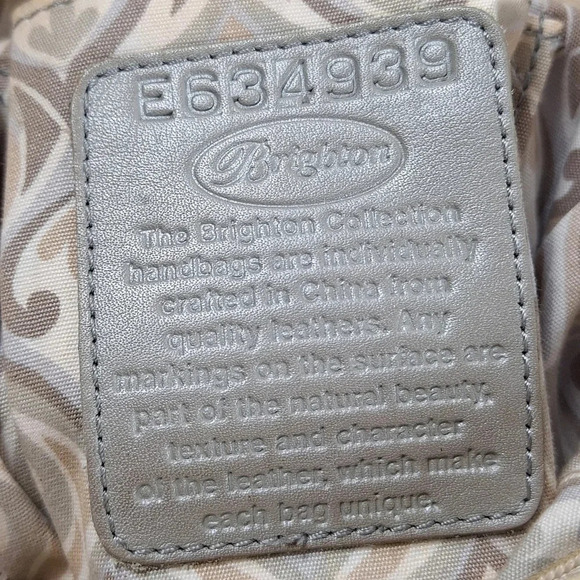 E634939
Brighton
The Brighton Collection
handbags are individually
crafted in China from
quality leathers. Any
markings on the surface are
part of the natural beauty,
texture and character
of the leather, which make
each bag unique.